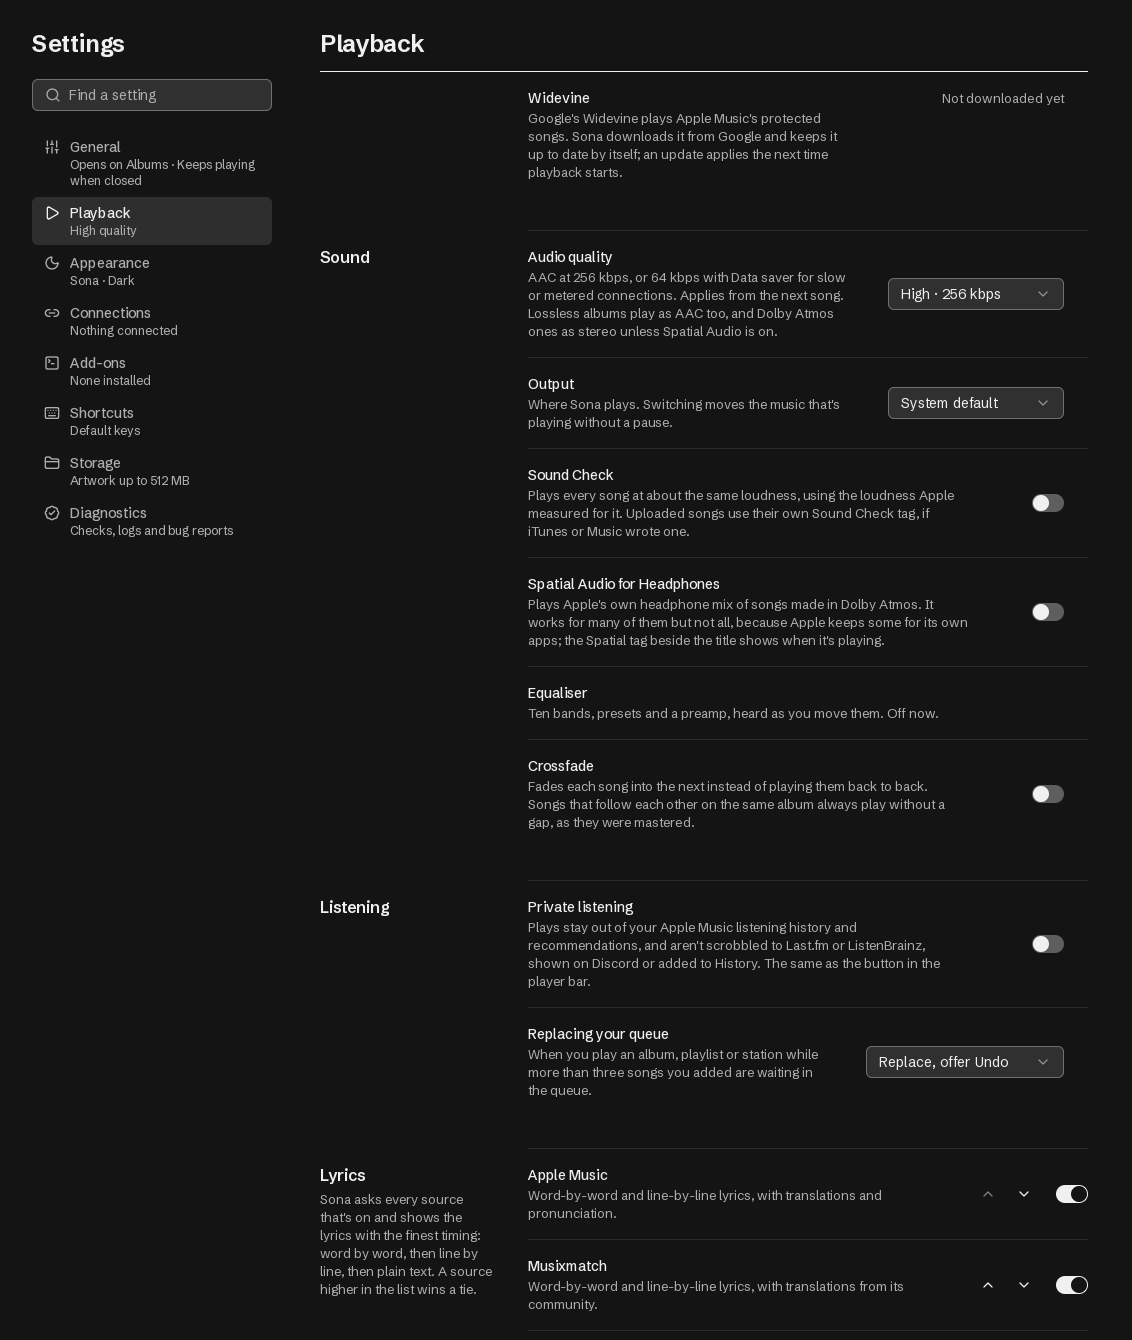 Settings
Find a setting
General
Opens on Albums · Keeps playing
when closed
Playback
High quality
Appearance
Sona · Dark
Connections
Nothing connected
Add-ons
None installed
Shortcuts
Default keys
Storage
Artwork up to 512 MB
Diagnostics
Checks, logs and bug reports
Playback
Widevine
Not downloaded yet
Google's Widevine plays Apple Music's protected
songs. Sona downloads it from Google and keeps it
up to date by itself; an update applies the next time
playback starts.
Sound
Audio quality
AAC at 256 kbps, or 64 kbps with Data saver for slow
or metered connections. Applies from the next song.
Lossless albums play as AAC too, and Dolby Atmos
ones as stereo unless Spatial Audio is on.
High · 256 kbps
Output
Where Sona plays. Switching moves the music that's
playing without a pause.
System default
Sound Check
Plays every song at about the same loudness, using the loudness Apple
measured for it. Uploaded songs use their own Sound Check tag, if
iTunes or Music wrote one.
Spatial Audio for Headphones
Plays Apple's own headphone mix of songs made in Dolby Atmos. It
works for many of them but not all, because Apple keeps some for its own
apps; the Spatial tag beside the title shows when it's playing.
Equaliser
Ten bands, presets and a preamp, heard as you move them. Off now.
Crossfade
Fades each song into the next instead of playing them back to back.
Songs that follow each other on the same album always play without a
gap, as they were mastered.
Listening
Private listening
Plays stay out of your Apple Music listening history and
recommendations, and aren't scrobbled to Last.fm or ListenBrainz,
shown on Discord or added to History. The same as the button in the
player bar.
Replacing your queue
When you play an album, playlist or station while
more than three songs you added are waiting in
the queue.
Replace, offer Undo
Lyrics
Sona asks every source
that's on and shows the
lyrics with the finest timing:
word by word, then line by
line, then plain text. A source
higher in the list wins a tie.
Apple Music
Word-by-word and line-by-line lyrics, with translations and
pronunciation.
Musixmatch
Word-by-word and line-by-line lyrics, with translations from its
community.